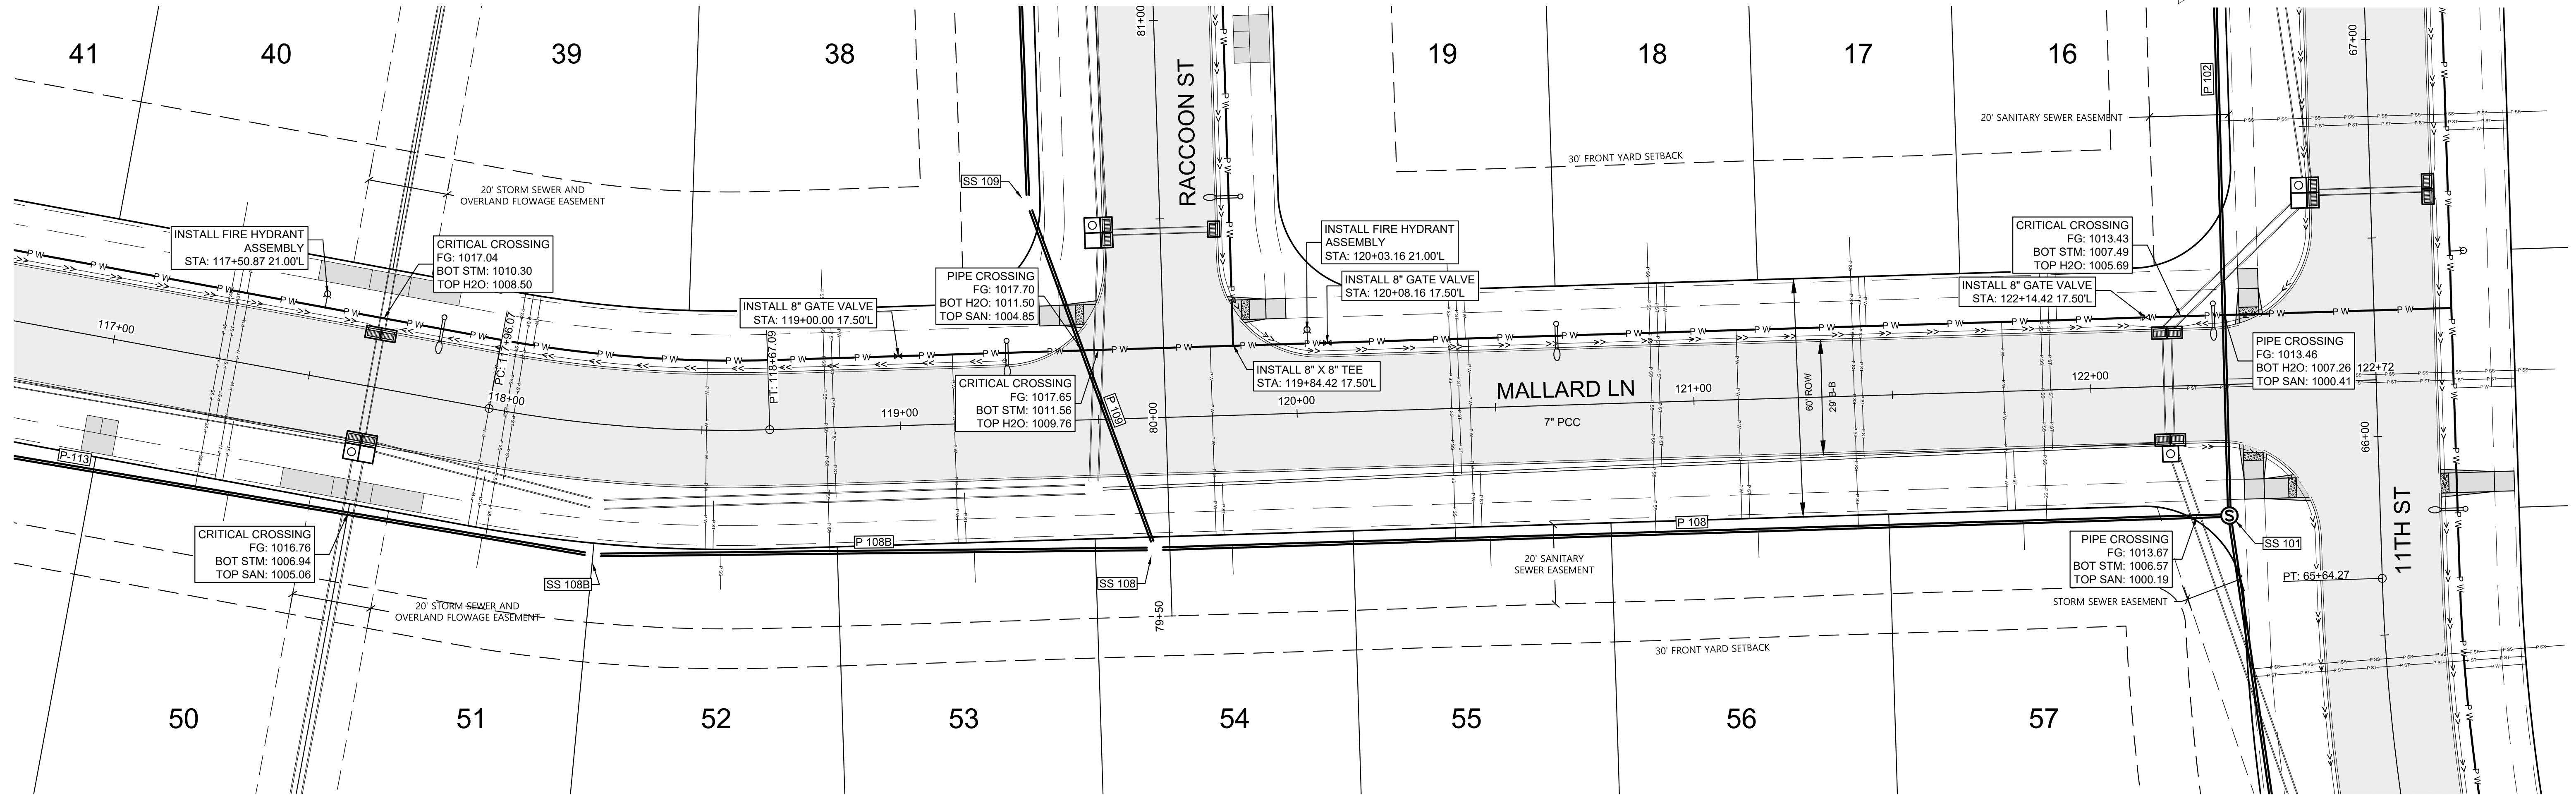 41
40
39
38
19
18
17
16
81+00
RACCOON ST
67+00
P 102
20' SANITARY SEWER EASEMENT
30' FRONT YARD SETBACK
20' STORM SEWER AND
OVERLAND FLOWAGE EASEMENT
SS 109
INSTALL FIRE HYDRANT
ASSEMBLY
STA: 117+50.87 21.00'L
CRITICAL CROSSING
FG: 1017.04
BOT STM: 1010.30
TOP H2O: 1008.50
PIPE CROSSING
FG: 1017.70
BOT H2O: 1011.50
TOP SAN: 1004.85
INSTALL 8" GATE VALVE
STA: 119+00.00 17.50'L
INSTALL FIRE HYDRANT
ASSEMBLY
STA: 120+03.16 21.00'L
INSTALL 8" GATE VALVE
STA: 120+08.16 17.50'L
CRITICAL CROSSING
FG: 1013.43
BOT STM: 1007.49
TOP H2O: 1005.69
INSTALL 8" GATE VALVE
STA: 122+14.42 17.50'L
PIPE CROSSING
FG: 1013.46
BOT H2O: 1007.26
TOP SAN: 1000.41
122+72
117+00
PC: 117+96.07
118+00
PT: 118+67.09
119+00
CRITICAL CROSSING
FG: 1017.65
BOT STM: 1011.56
TOP H2O: 1009.76
P 109
80+00
INSTALL 8" X 8" TEE
STA: 119+84.42 17.50'L
120+00
MALLARD LN
7" PCC
121+00
60' ROW
29' B-B
122+00
66+00
11TH ST
P-113
CRITICAL CROSSING
FG: 1016.76
BOT STM: 1006.94
TOP SAN: 1005.06
P 108B
P 108
S
SS 101
SS 108B
SS 108
20' SANITARY
SEWER EASEMENT
PIPE CROSSING
FG: 1013.67
BOT STM: 1006.57
TOP SAN: 1000.19
PT: 65+64.27
STORM SEWER EASEMENT
20' STORM SEWER AND
OVERLAND FLOWAGE EASEMENT
79+50
30' FRONT YARD SETBACK
50
51
52
53
54
55
56
57